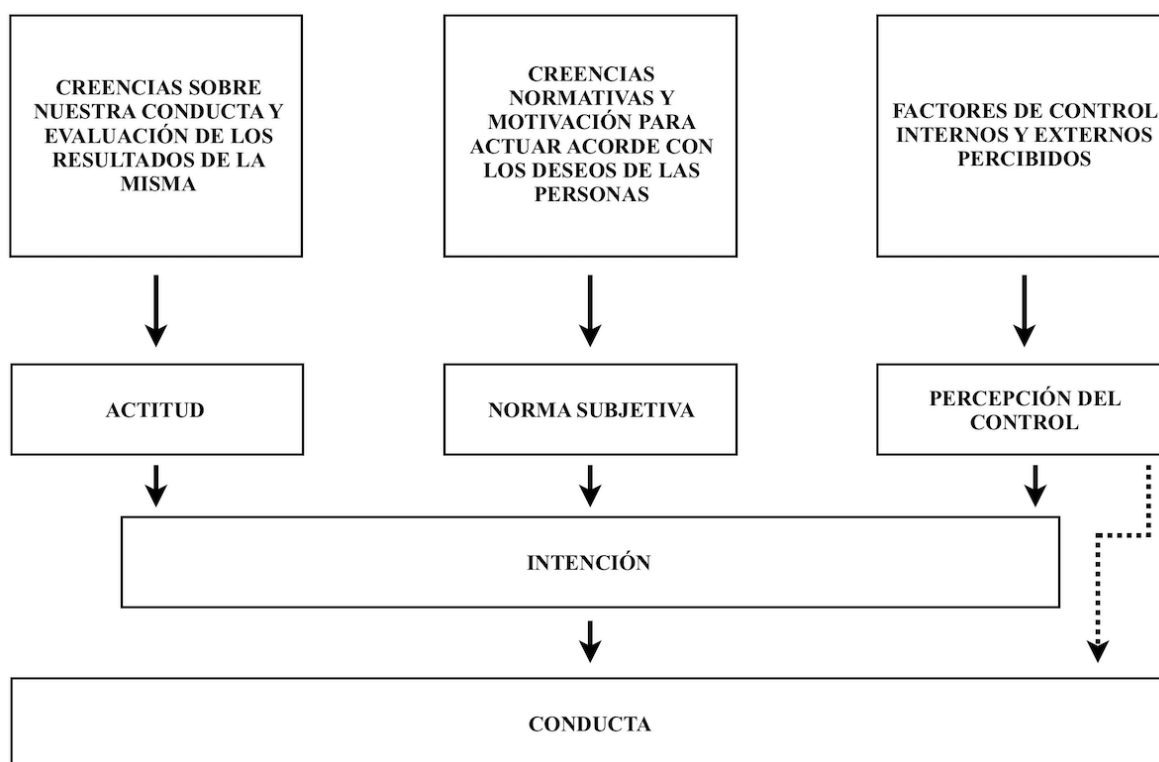 CREENCIAS SOBRE
NUESTRA CONDUCTA Y
EVALUACIÓN DE LOS
RESULTADOS DE LA
MISMA
CREENCIAS
NORMATIVAS Y
MOTIVACIÓN PARA
ACTUAR ACORDE CON
LOS DESEOS DE LAS
PERSONAS
FACTORES DE CONTROL
INTERNOS Y EXTERNOS
PERCIBIDOS
ACTITUD
NORMA SUBJETIVA
PERCEPCIÓN DEL
CONTROL
INTENCIÓN
CONDUCTA